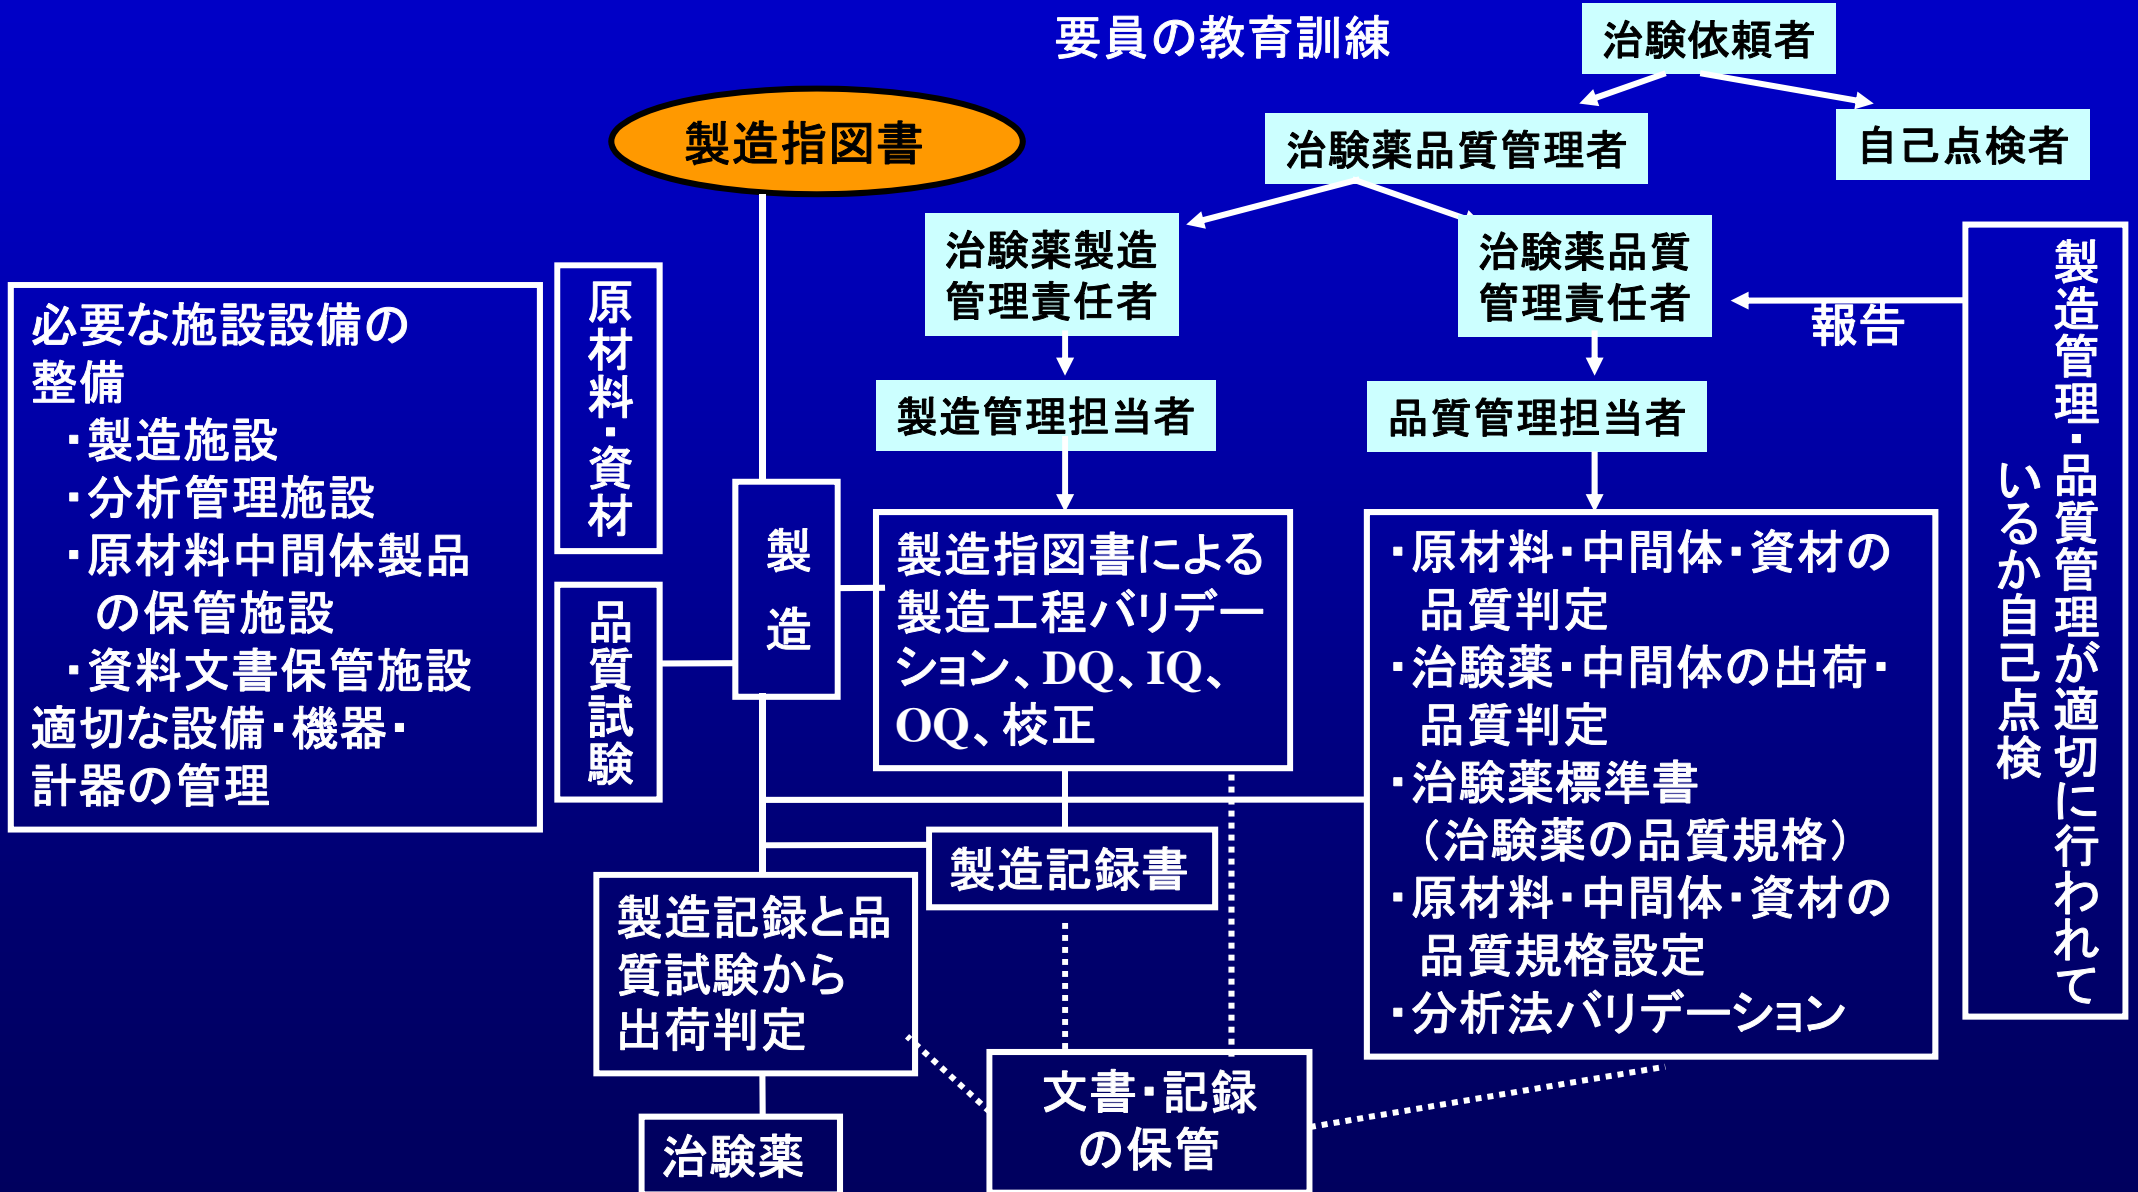 要員の教育訓練
治験依頼者
製造指図書
治験薬品質管理者
自己点検者
治験薬製造
管理責任者
治験薬品質
管理責任者
報告
製造管理・品質管理が適切に行われて
いるか自己点検
必要な施設設備の
整備
・製造施設
・分析管理施設
・原材料中間体製品
の保管施設
・資料文書保管施設
適切な設備・機器・
計器の管理
原材料・資材
品質試験
製造
製造管理担当者
品質管理担当者
製造指図書による
製造工程バリデー
ション、DQ、IQ、
OQ、校正
・原材料・中間体・資材の
品質判定
・治験薬・中間体の出荷・
品質判定
・治験薬標準書
（治験薬の品質規格）
・原材料・中間体・資材の
品質規格設定
・分析法バリデーション
製造記録書
製造記録と品
質試験から
出荷判定
文書・記録
の保管
治験薬